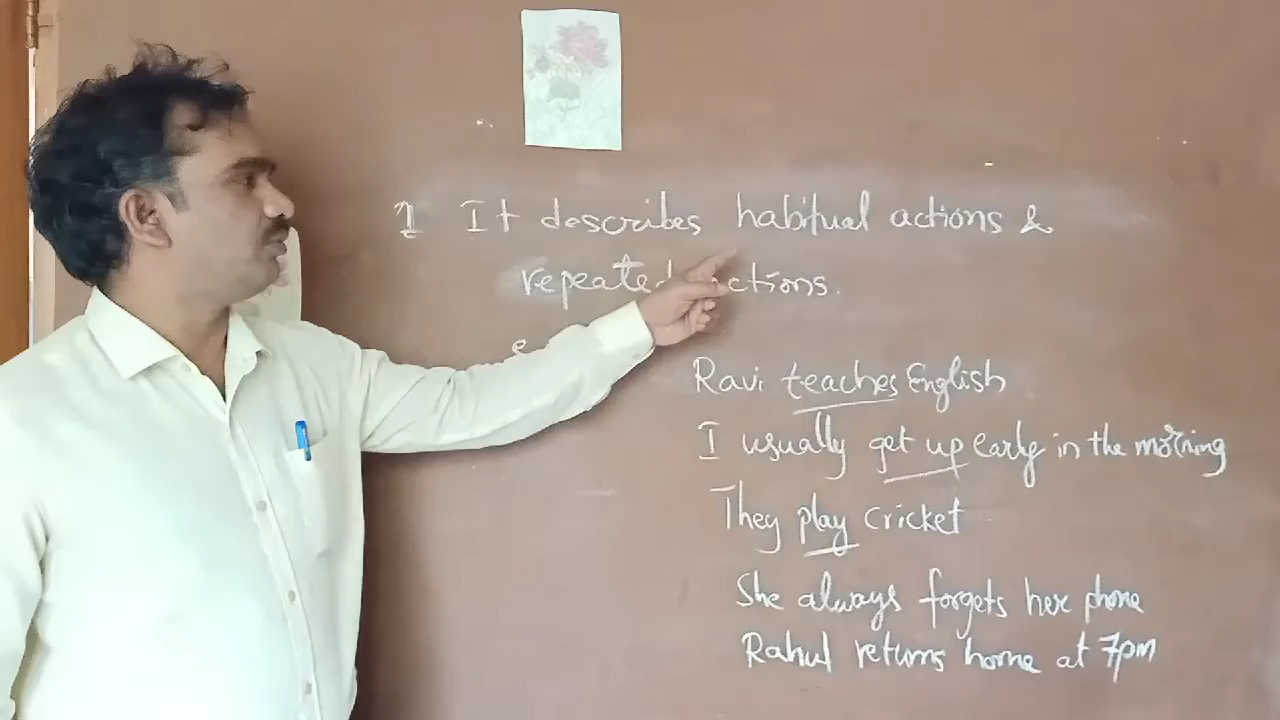 1 It describes habitual actions &
repeated actions.
e
Ravi teaches English
I usually get up early in the morning
They play cricket
She always forgets her phone
Rahul returns home at 7pm